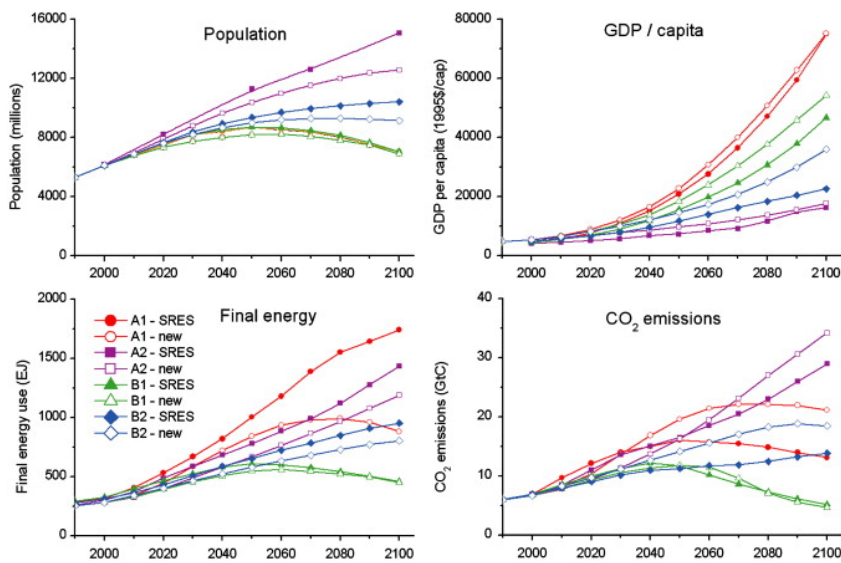 Population
Population (millions)
16000
12000
8000
4000
0
2000 2020 2040 2060 2080 2100
GDP / capita
GDP per capita (1995$/cap)
80000
60000
40000
20000
0
2000 2020 2040 2060 2080 2100
Final energy
Final energy use (EJ)
2000
1500
1000
500
0
A1 - SRES
A1 - new
A2 - SRES
A2 - new
B1 - SRES
B1 - new
B2 - SRES
B2 - new
2000 2020 2040 2060 2080 2100
CO₂ emissions
CO₂ emissions (GtC)
40
30
20
10
0
2000 2020 2040 2060 2080 2100